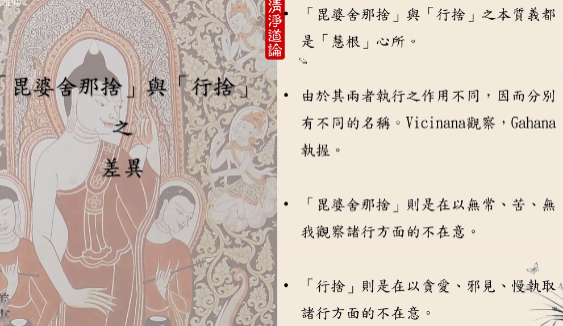 「毘婆舍那捨」與「行捨」
之
差異
清淨道論
• 「毘婆舍那捨」與「行捨」之本質義都
是「慧根」心所。
• 由於其兩者執行之作用不同，因而分別
有不同的名稱。Vicinana觀察，Gahana
執握。
• 「毘婆舍那捨」則是在以無常、苦、無
我觀察諸行方面的不在意。
• 「行捨」則是在以貪愛、邪見、慢執取
諸行方面的不在意。